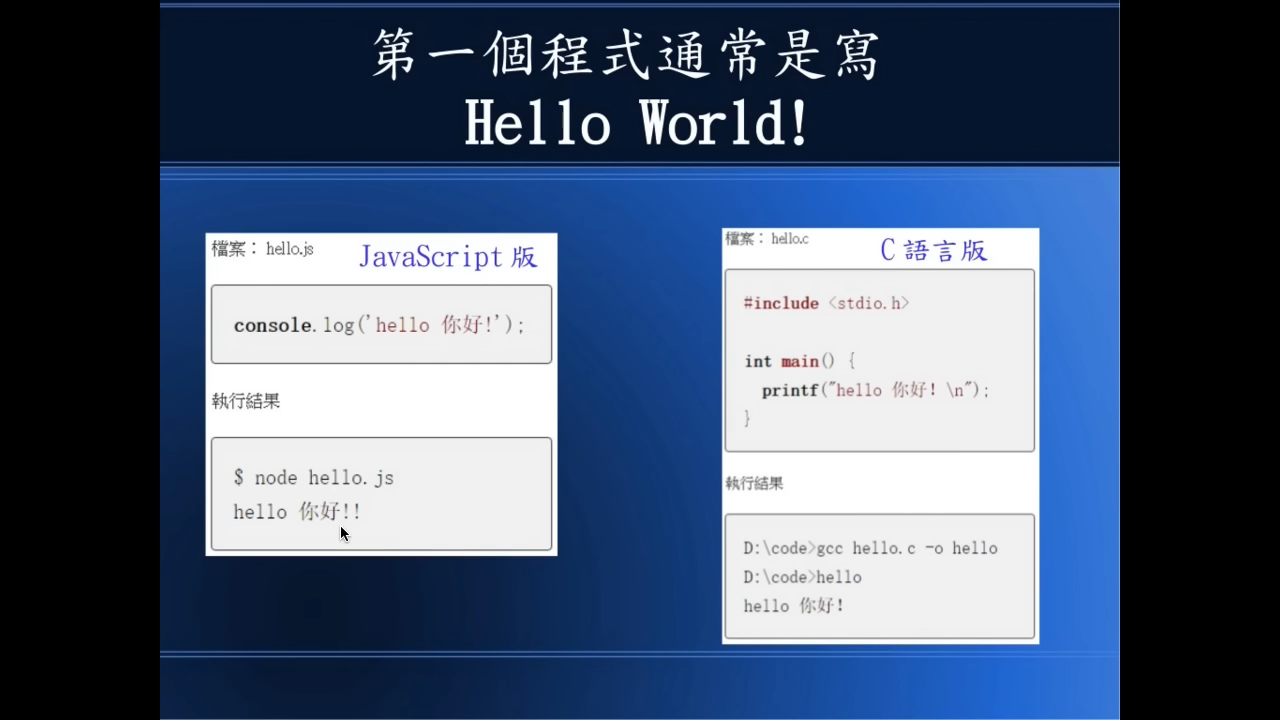 第一個程式通常是寫
Hello World!
檔案： hello.js
JavaScript 版
console.log('hello 你好!');
執行結果
$ node hello.js
hello 你好!!
檔案： hello.c
C 語言版
#include <stdio.h>
int main() {
printf("hello 你好! \n");
}
執行結果
D:\code>gcc hello.c -o hello
D:\code>hello
hello 你好!